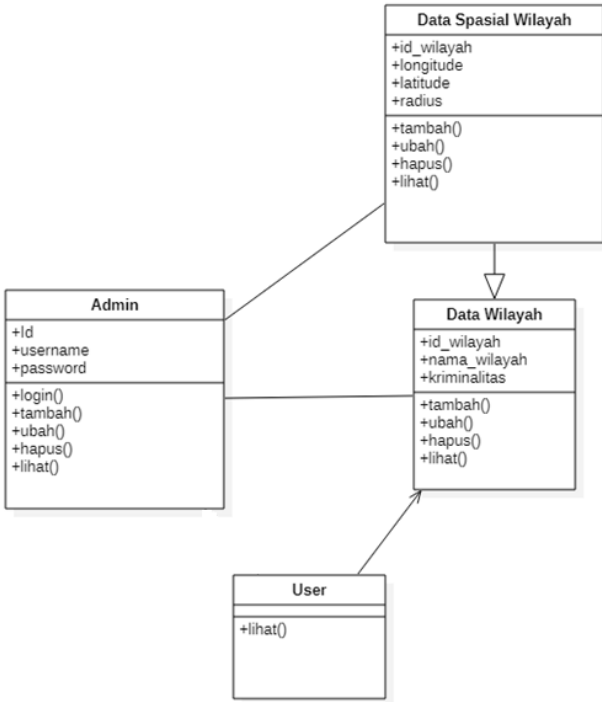 Data Spasial Wilayah
+id_wilayah
+longitude
+latitude
+radius
+tambah()
+ubah()
+hapus()
+lihat()
Admin
+Id
+username
+password
+login()
+tambah()
+ubah()
+hapus()
+lihat()
Data Wilayah
+id_wilayah
+nama_wilayah
+kriminalitas
+tambah()
+ubah()
+hapus()
+lihat()
User
+lihat()